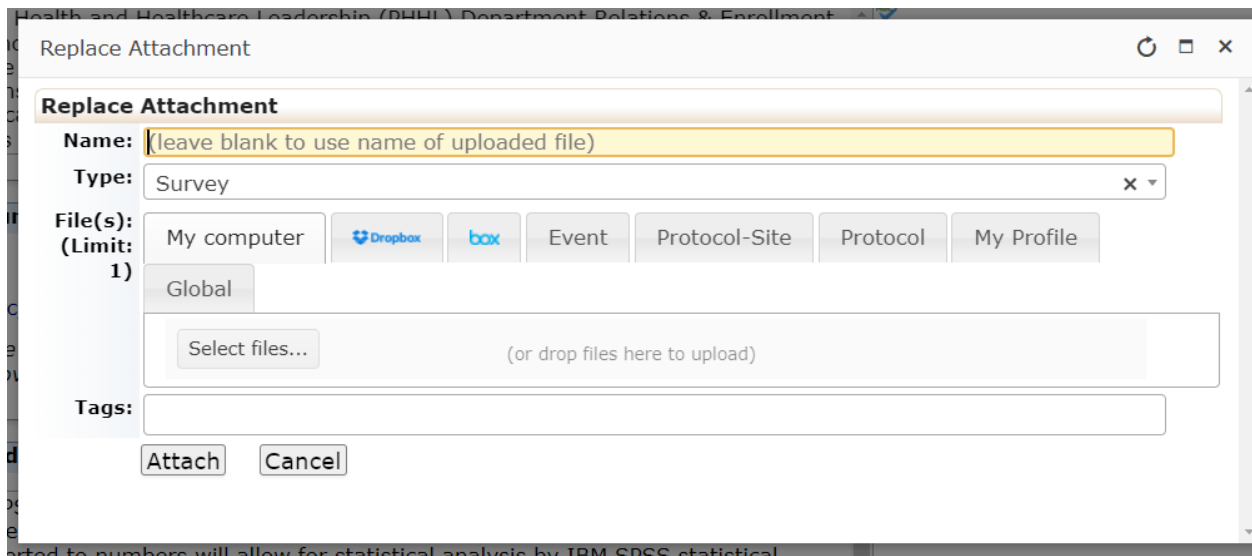 Health and Healthcare Leadership (PHHL) Department Relations & Enrollment
Replace Attachment
Replace Attachment
Name: (leave blank to use name of uploaded file)
Type: Survey
File(s): (Limit: 1)
My computer Dropbox box Event Protocol-Site Protocol My Profile
Global
Select files... (or drop files here to upload)
Tags:
Attach Cancel
to numbers will allow for statistical analysis by IBM SPSS statistical